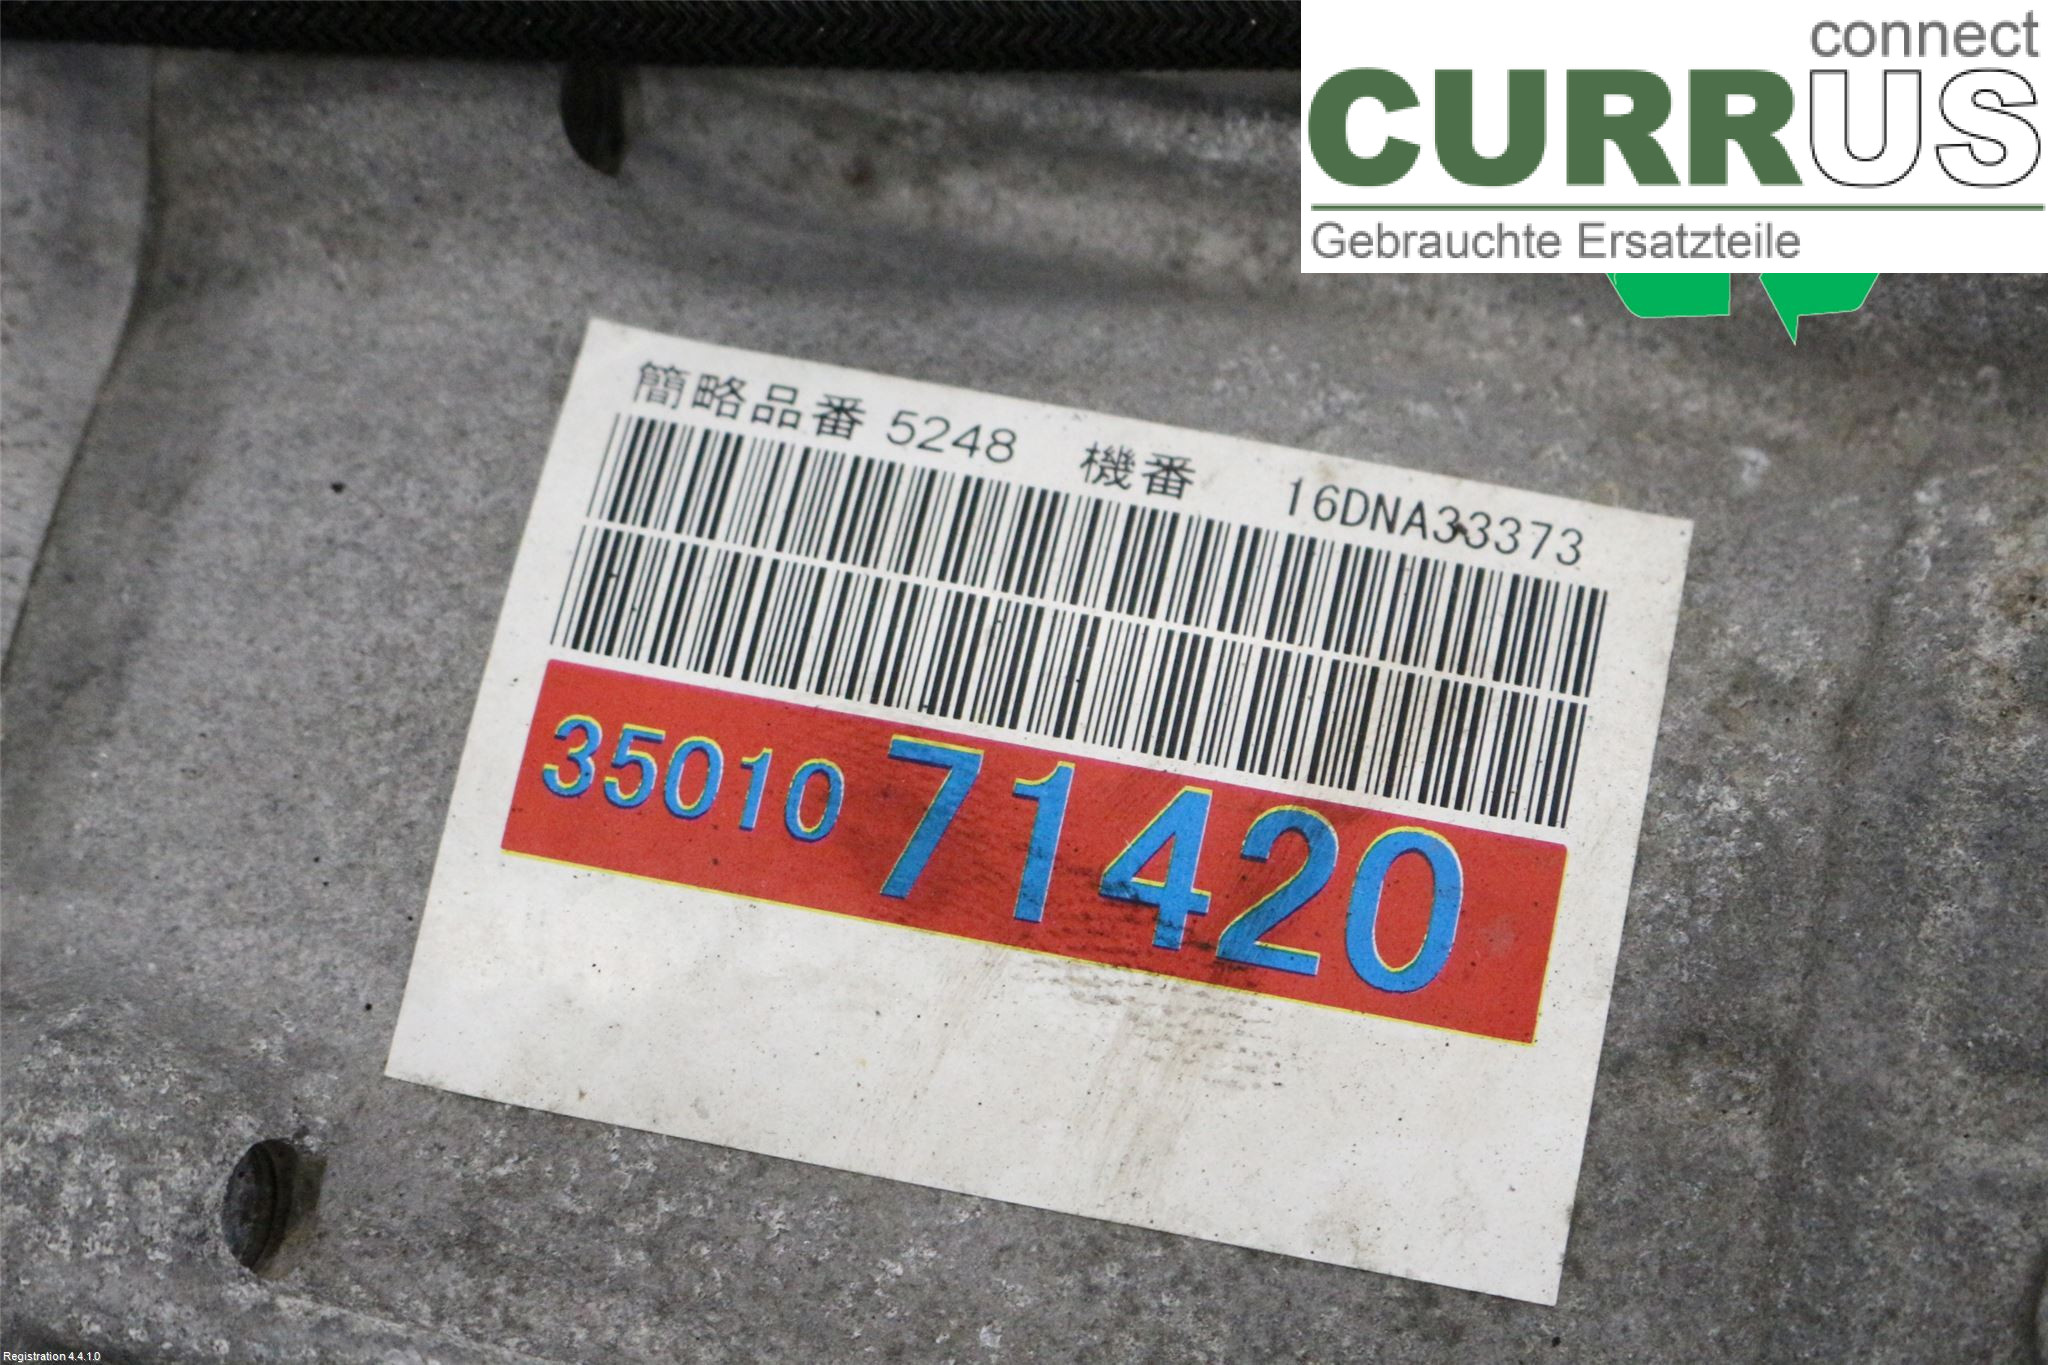 connect
CURRUS
Gebrauchte Ersatzteile
簡略品番 5248 機番 16DNA33373
35010 71420
Registration 4.4.1.0